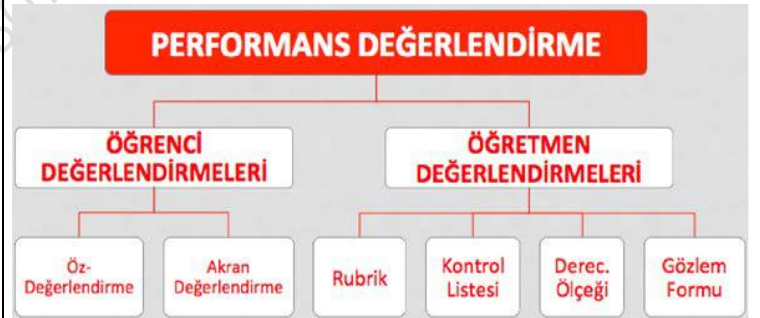 PERFORMANS DEĞERLENDİRME
ÖĞRENCİ
DEĞERLENDİRMELERİ
ÖĞRETMEN
DEĞERLENDİRMELERİ
Öz-
Değerlendirme
Akran
Değerlendirme
Rubrik
Kontrol
Listesi
Derec.
Ölçeği
Gözlem
Formu